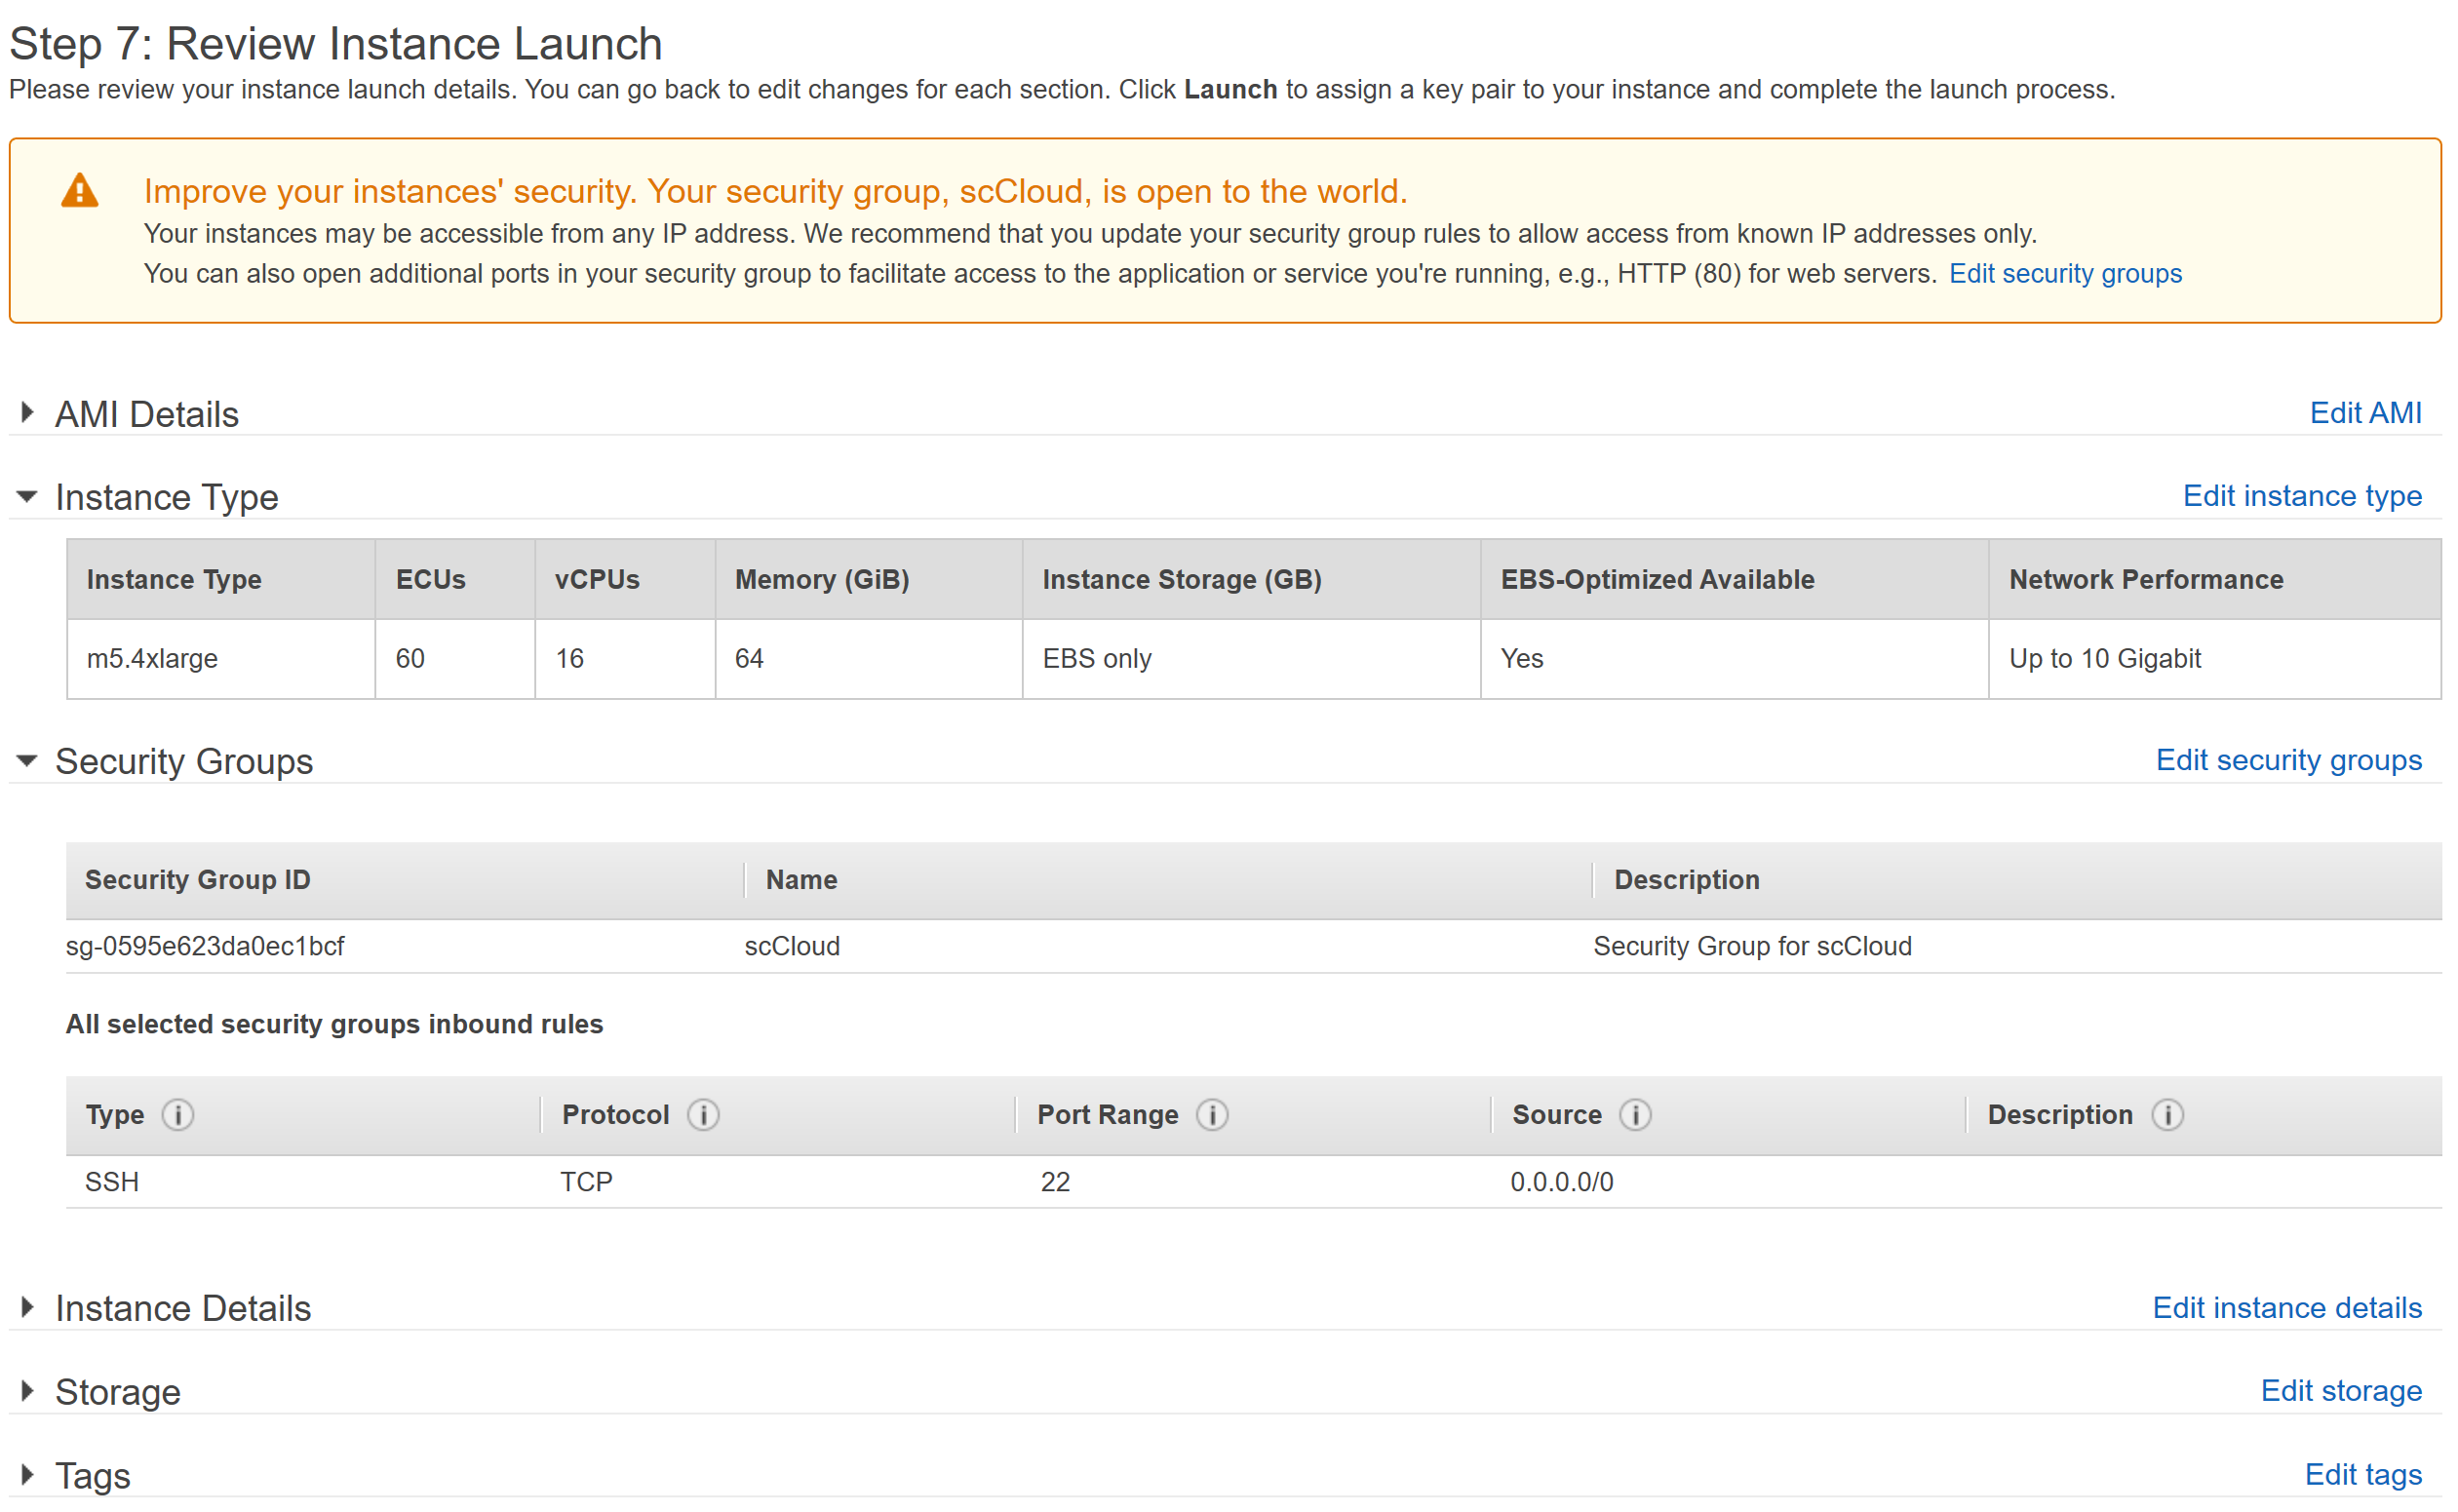 Step 7: Review Instance Launch
Please review your instance launch details. You can go back to edit changes for each section. Click Launch to assign a key pair to your instance and complete the launch process.
Improve your instances' security. Your security group, scCloud, is open to the world.
Your instances may be accessible from any IP address. We recommend that you update your security group rules to allow access from known IP addresses only.
You can also open additional ports in your security group to facilitate access to the application or service you're running, e.g., HTTP (80) for web servers. Edit security groups
AMI Details Edit AMI
Instance Type Edit instance type
Instance Type ECUs vCPUs Memory (GiB) Instance Storage (GB) EBS-Optimized Available Network Performance
m5.4xlarge 60 16 64 EBS only Yes Up to 10 Gigabit
Security Groups Edit security groups
Security Group ID Name Description
sg-0595e623da0ec1bcf scCloud Security Group for scCloud
All selected security groups inbound rules
Type Protocol Port Range Source Description
SSH TCP 22 0.0.0.0/0
Instance Details Edit instance details
Storage Edit storage
Tags Edit tags